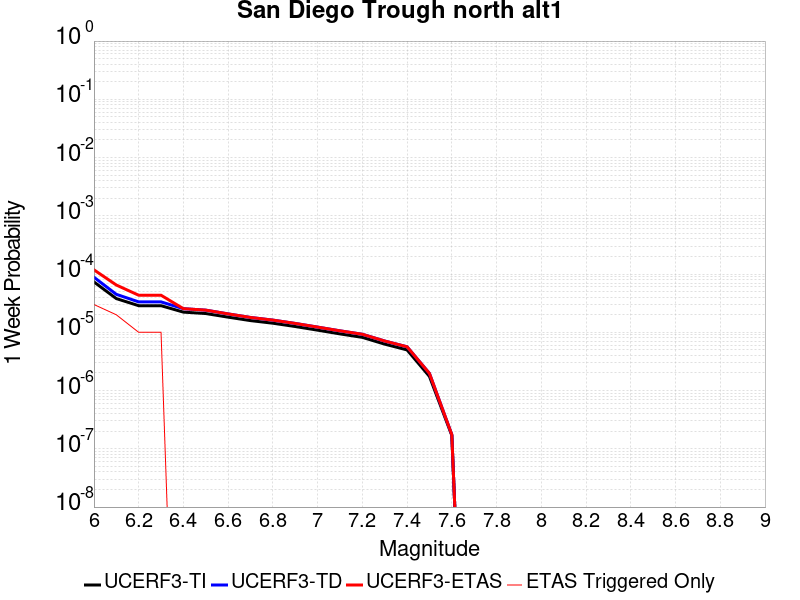 San Diego Trough north alt1
10 0
10 -1
10 -2
10 -3
10 -4
10 -5
10 -6
10 -7
10 -8
1 Week Probability
6 6.2 6.4 6.6 6.8 7 7.2 7.4 7.6 7.8 8 8.2 8.4 8.6 8.8 9
Magnitude
UCERF3-TI UCERF3-TD UCERF3-ETAS ETAS Triggered Only